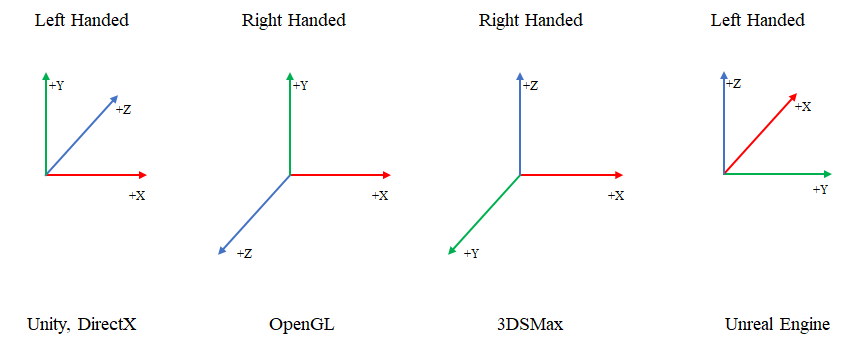 Left Handed
Right Handed
Right Handed
Left Handed
+Y
+Z
+X
+Y
+X
+Z
+Z
+X
+Y
+Z
+X
+Y
Unity, DirectX
OpenGL
3DSMax
Unreal Engine